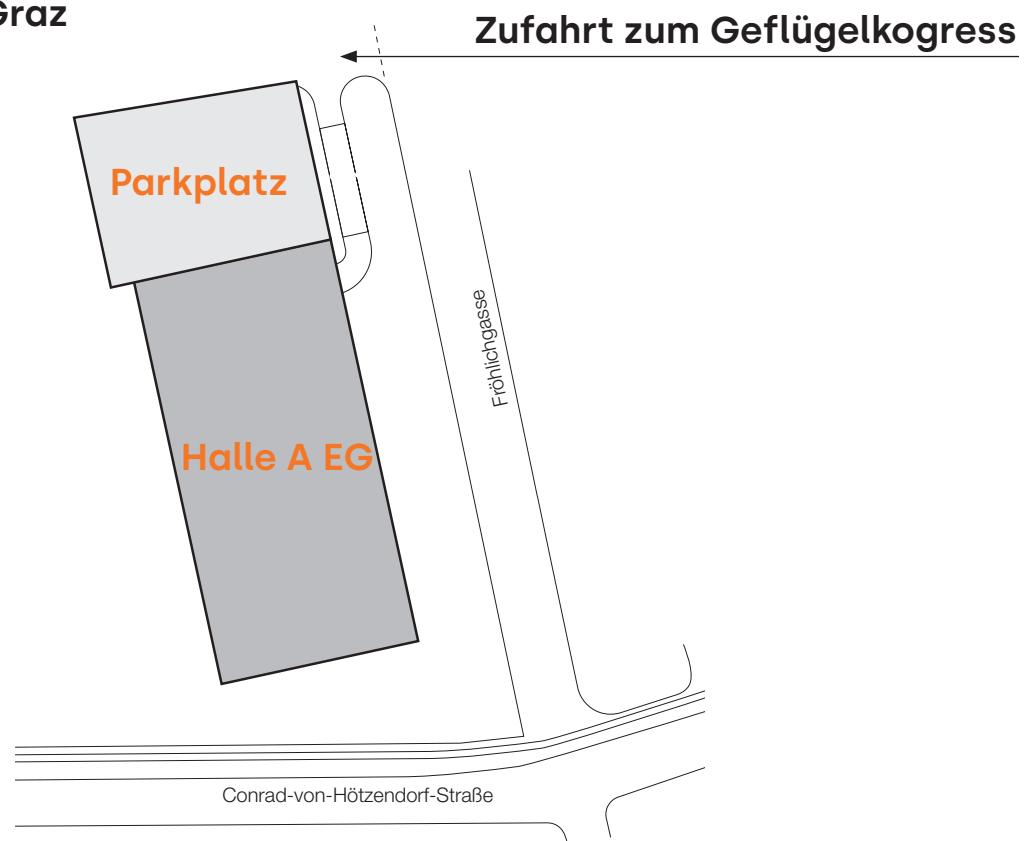 Graz
Zufahrt zum Geflügelkogress
Parkplatz
Fröhlichgasse
Halle A EG
Conrad-von-Hötzendorf-Straße